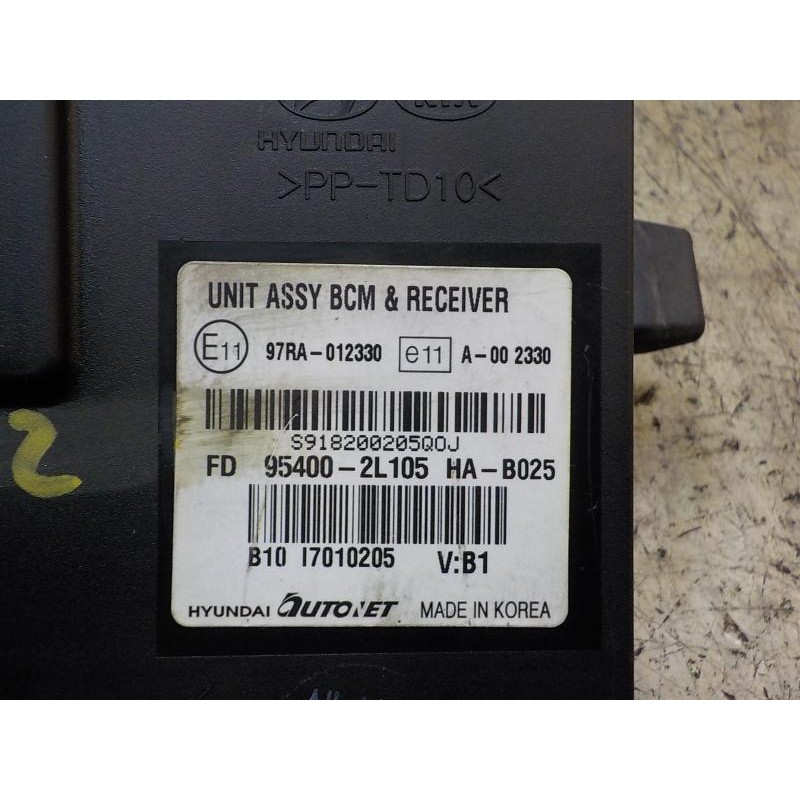 HYUNDAI
>PP-TD10<
UNIT ASSY BCM & RECEIVER
E11 97RA-012330 e11 A-00 2330
S918200205Q0J
FD 95400-2L105 HA-B025
B10 I7010205 V:B1
HYUNDAI AUTONET MADE IN KOREA
2